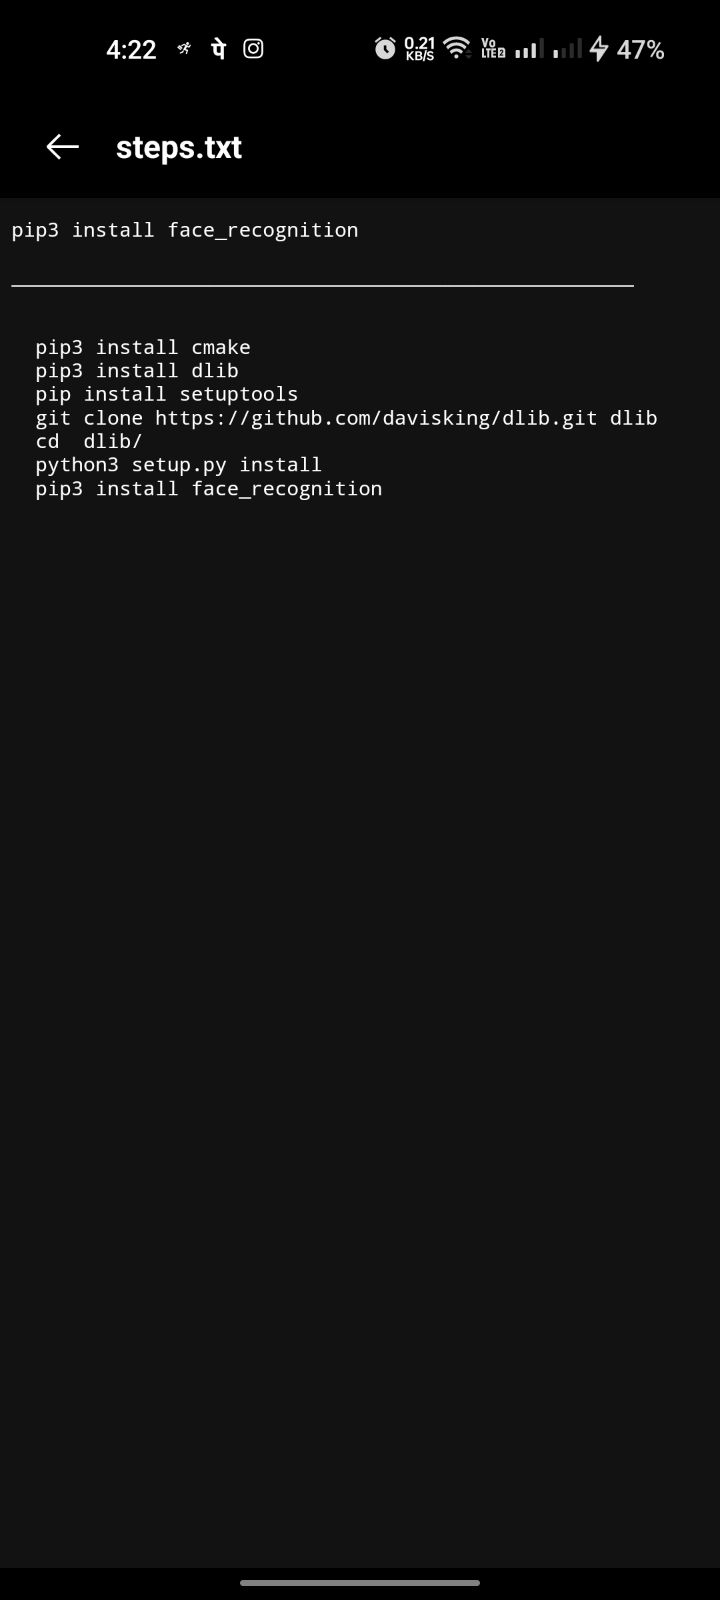 4:22 पे 0.21 KB/S Vo LTE 2 47%
steps.txt
pip3 install face_recognition
pip3 install cmake
pip3 install dlib
pip install setuptools
git clone https://github.com/davisking/dlib.git dlib
cd  dlib/
python3 setup.py install
pip3 install face_recognition